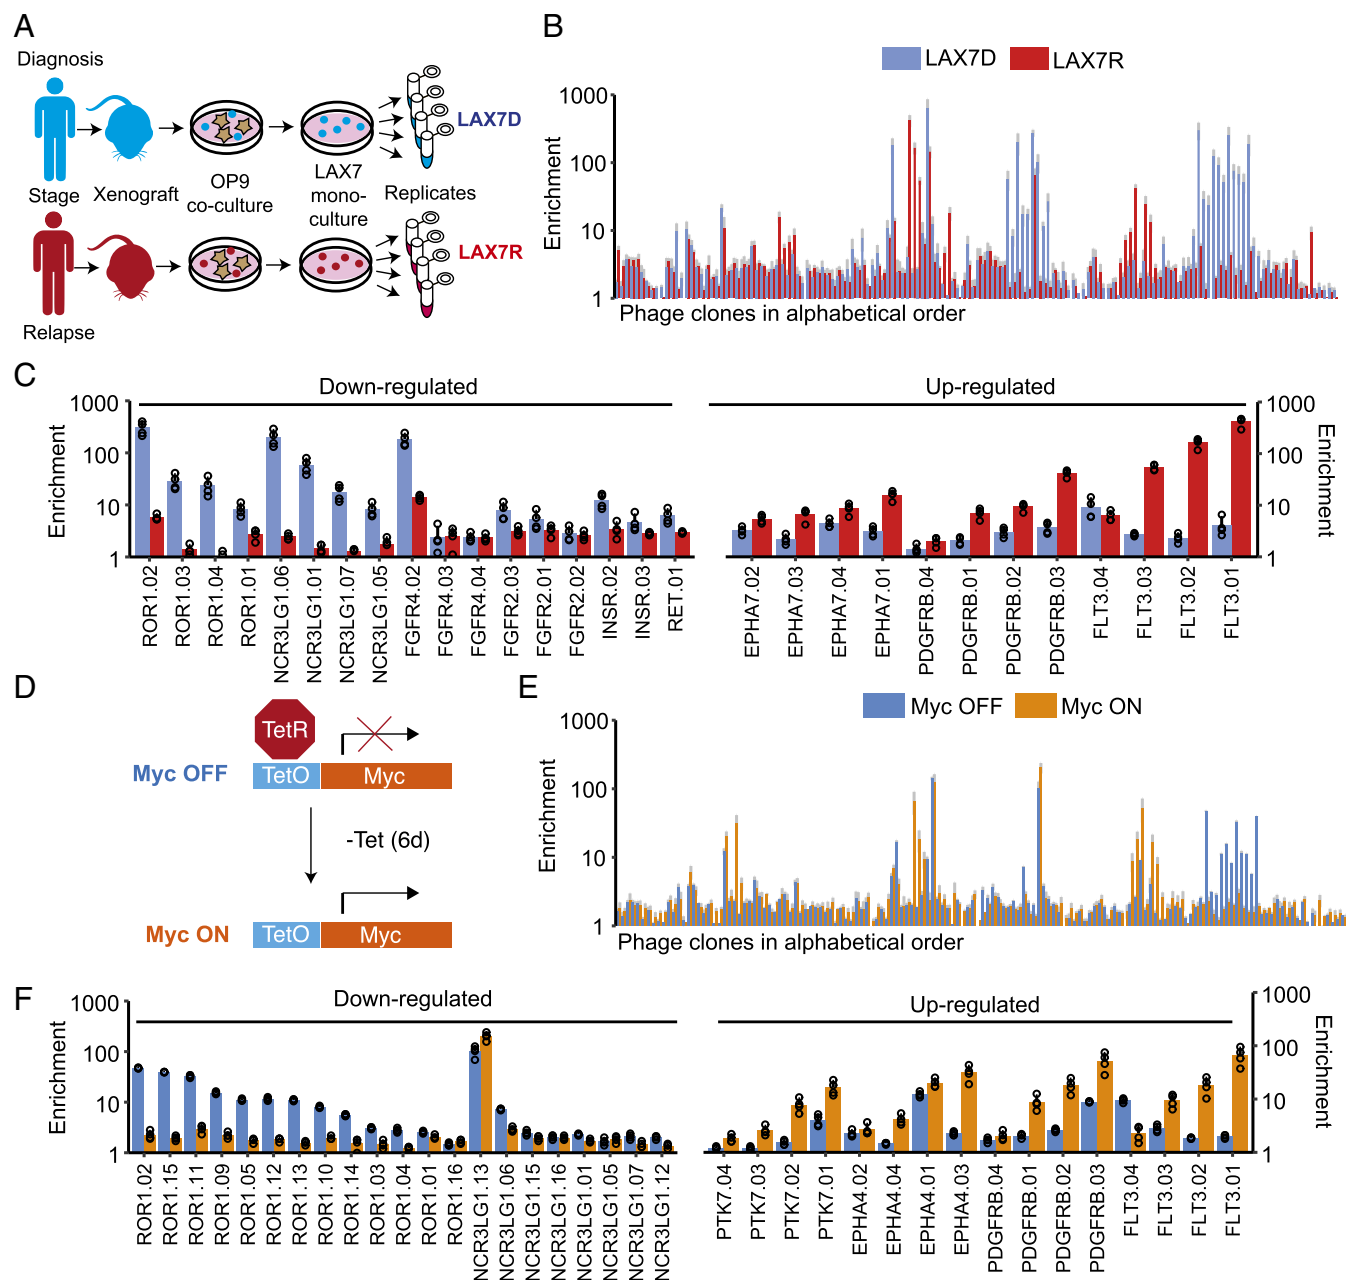 A
Diagnosis
Stage
Xenograft
OP9
co-culture
LAX7
mono-
culture
Replicates
LAX7D
LAX7R
Relapse
B
LAX7D
LAX7R
Enrichment
1000
100
10
1
Phage clones in alphabetical order
C
Down-regulated
Up-regulated
Enrichment
1000
100
10
1
ROR1.02
ROR1.03
ROR1.04
ROR1.01
NCR3LG1.06
NCR3LG1.01
NCR3LG1.07
NCR3LG1.05
FGFR4.02
FGFR4.03
FGFR4.04
FGFR2.03
FGFR2.01
FGFR2.02
INSR.02
INSR.03
RET.01
EPHA7.02
EPHA7.03
EPHA7.04
EPHA7.01
PDGFRB.04
PDGFRB.01
PDGFRB.02
PDGFRB.03
FLT3.04
FLT3.03
FLT3.02
FLT3.01
1000
100
10
1
Enrichment
D
TetR
Myc OFF
TetO
Myc
-Tet (6d)
Myc ON
TetO
Myc
E
Myc OFF
Myc ON
Enrichment
1000
100
10
1
Phage clones in alphabetical order
F
Down-regulated
Up-regulated
Enrichment
1000
100
10
1
ROR1.02
ROR1.15
ROR1.11
ROR1.09
ROR1.05
ROR1.12
ROR1.13
ROR1.10
ROR1.14
ROR1.03
ROR1.04
ROR1.01
ROR1.16
NCR3LG1.13
NCR3LG1.06
NCR3LG1.15
NCR3LG1.16
NCR3LG1.01
NCR3LG1.05
NCR3LG1.07
NCR3LG1.12
PTK7.04
PTK7.03
PTK7.02
PTK7.01
EPHA4.02
EPHA4.04
EPHA4.01
EPHA4.03
PDGFRB.04
PDGFRB.01
PDGFRB.02
PDGFRB.03
FLT3.04
FLT3.03
FLT3.02
FLT3.01
1000
100
10
1
Enrichment